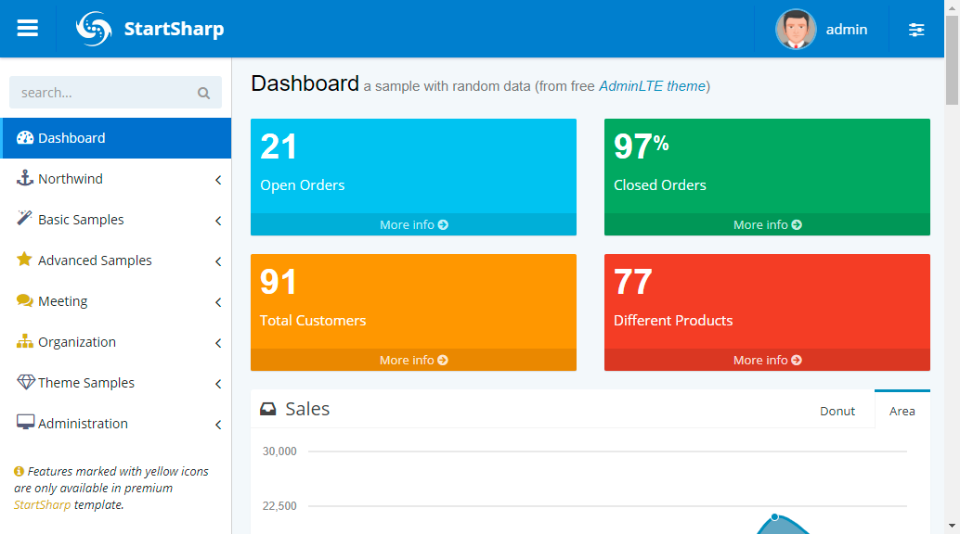 StartSharp
admin
search...
Dashboard
Northwind
Basic Samples
Advanced Samples
Meeting
Organization
Theme Samples
Administration
Features marked with yellow icons
are only available in premium
StartSharp template.
Dashboard a sample with random data (from free AdminLTE theme)
21
Open Orders
More info
97%
Closed Orders
More info
91
Total Customers
More info
77
Different Products
More info
Sales
Donut
Area
30,000
22,500